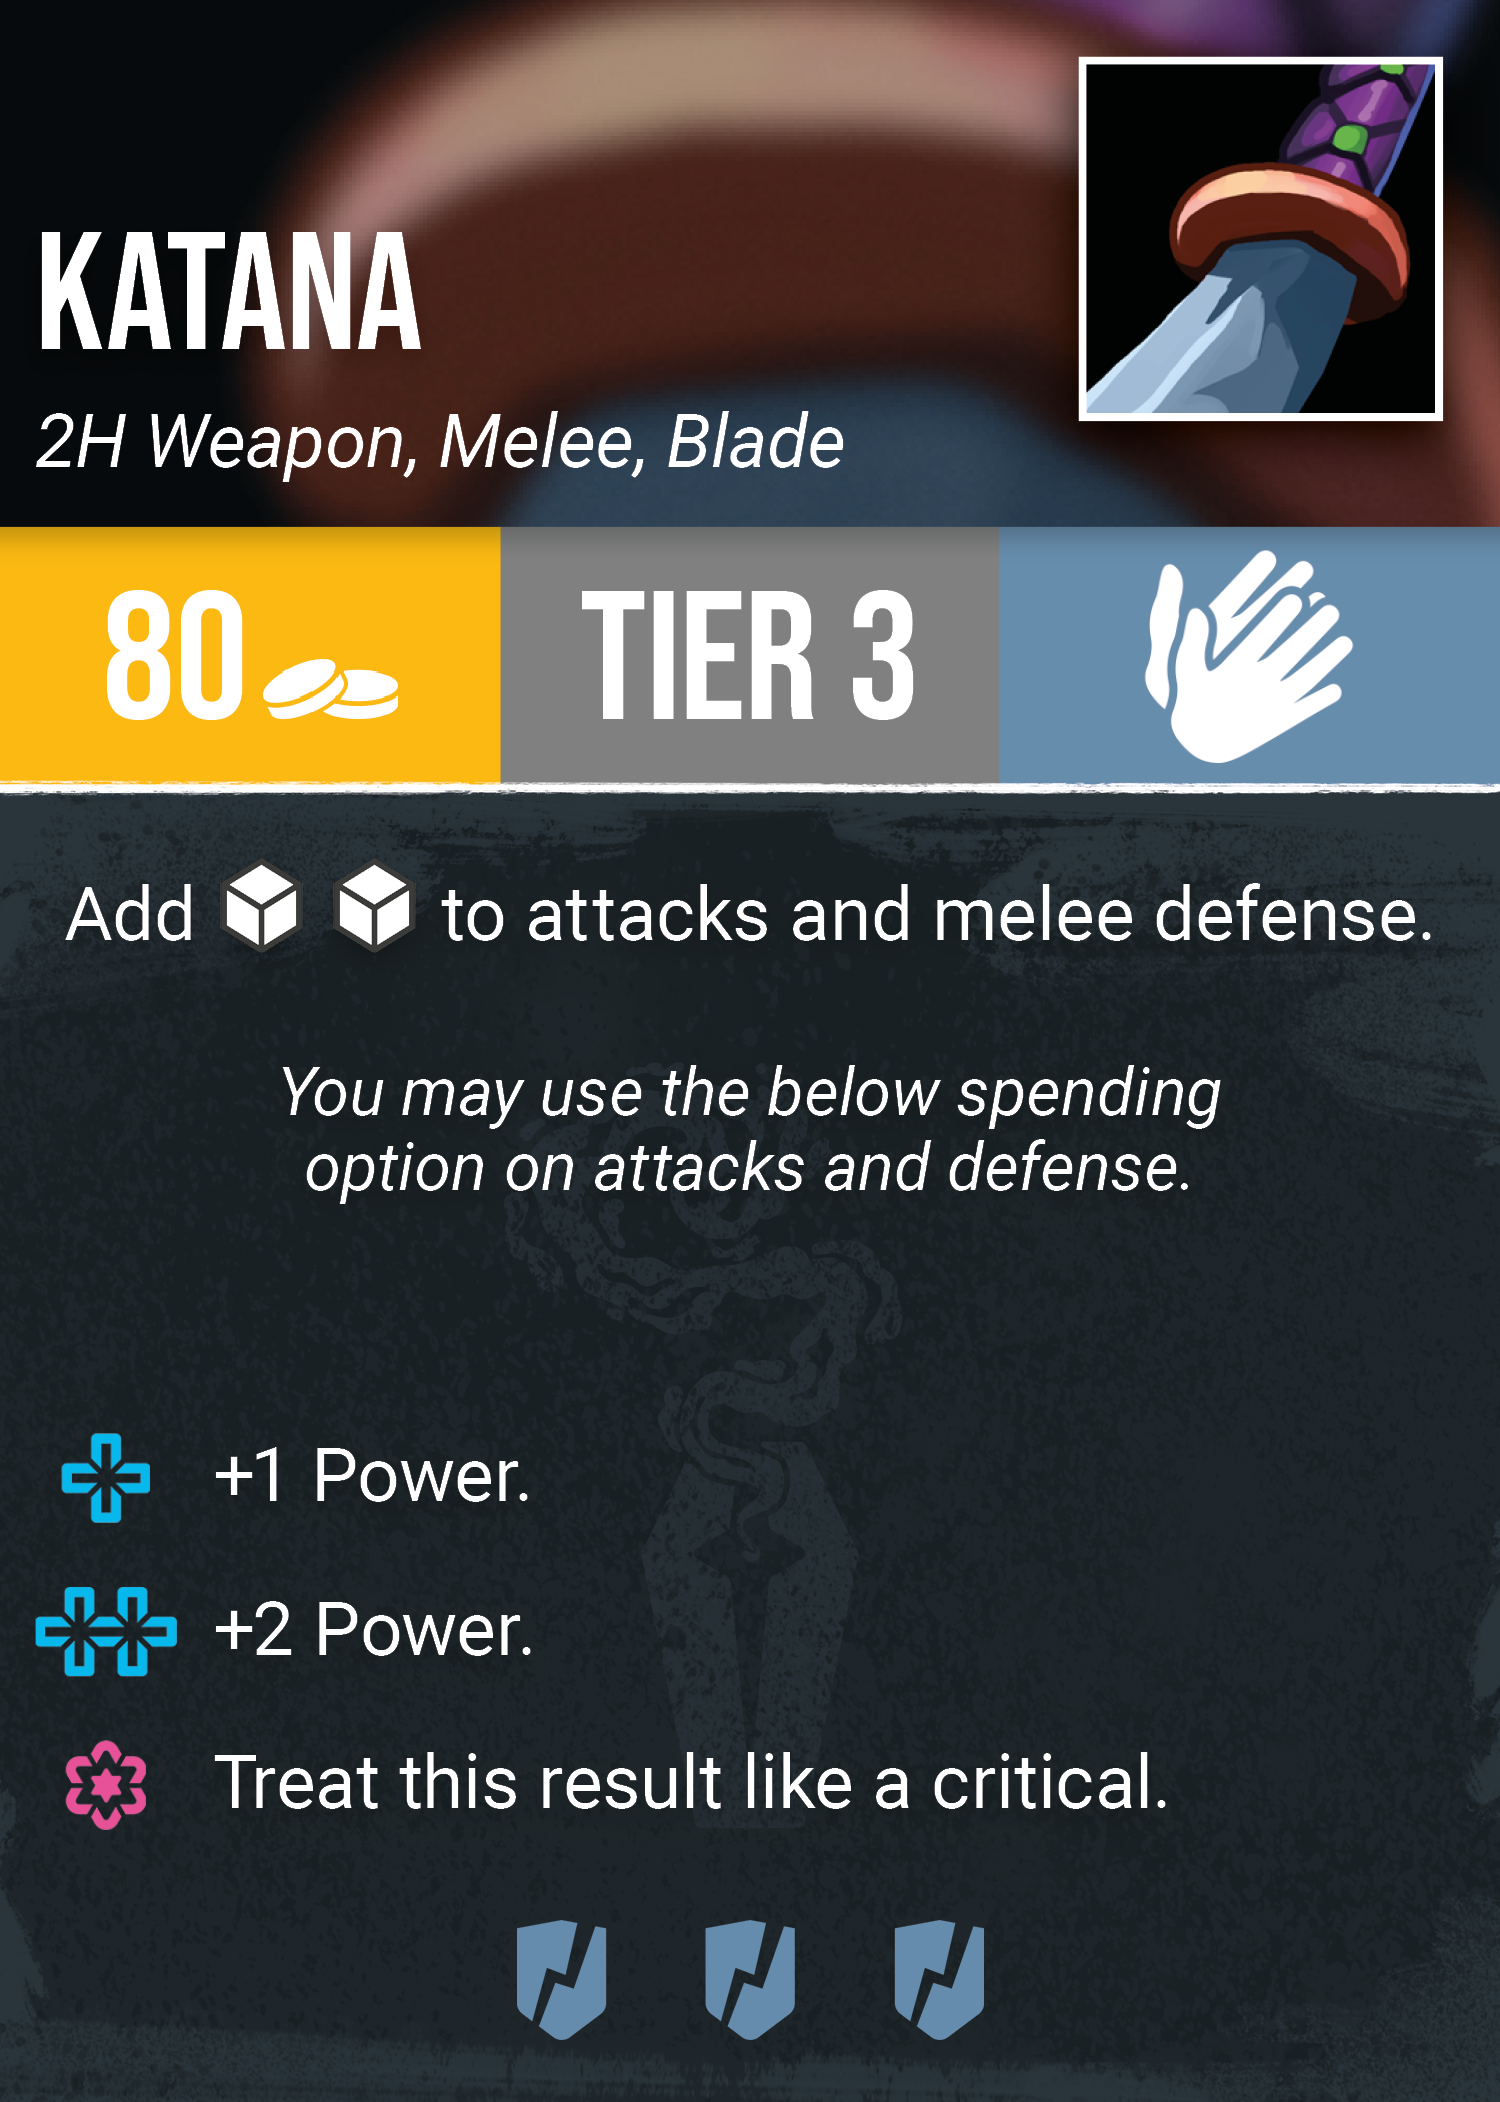 KATANA
2H Weapon, Melee, Blade
80
TIER 3
Add to attacks and melee defense.
You may use the below spending
option on attacks and defense.
+1 Power.
+2 Power.
Treat this result like a critical.